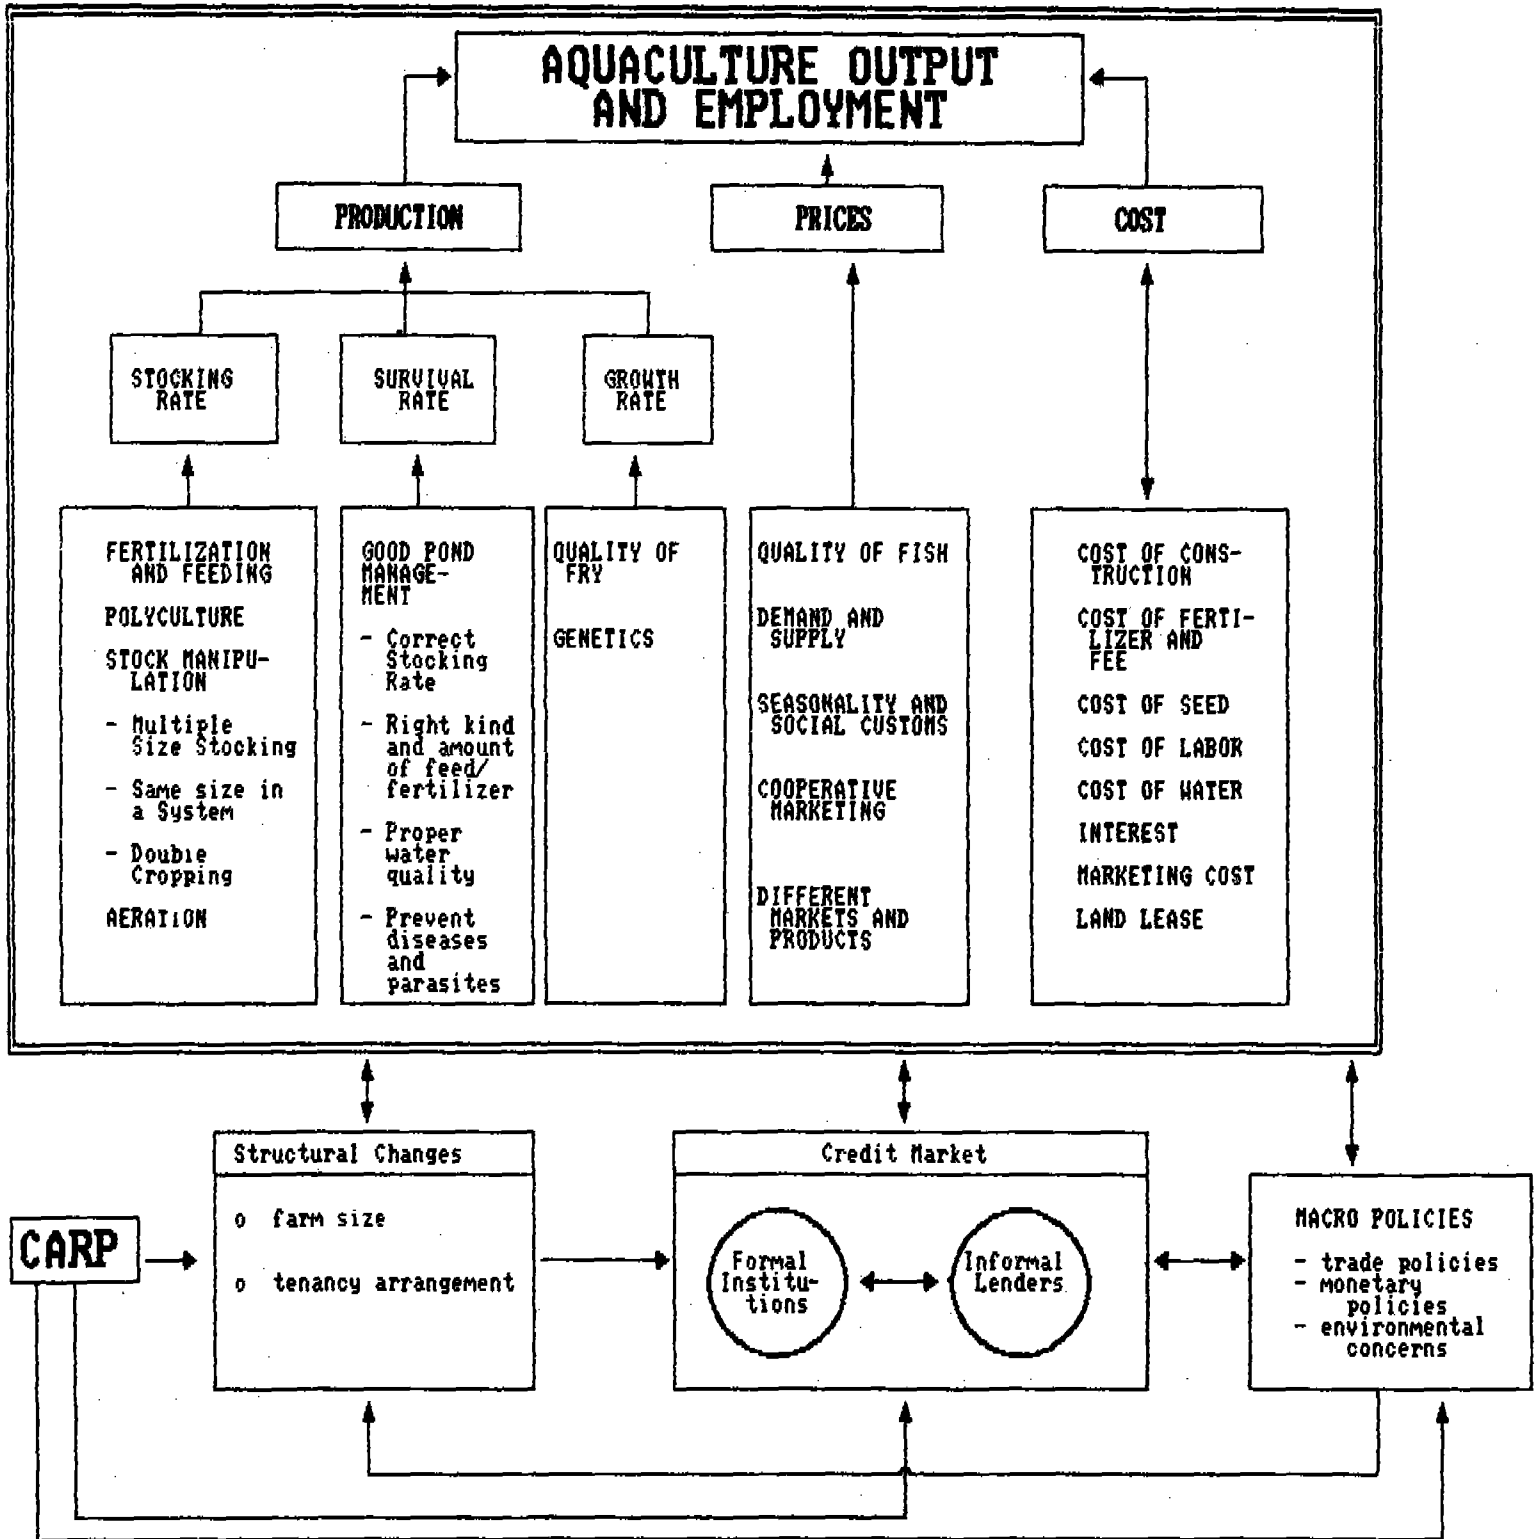 AQUACULTURE OUTPUT
AND EMPLOYMENT
PRODUCTION
PRICES
COST
STOCKING
RATE
SURVIVAL
RATE
GROWTH
RATE
FERTILIZATION
AND FEEDING
POLYCULTURE
STOCK MANIPU-
LATION
- Multiple
Size Stocking
- Same size in
a System
- Double
Cropping
AERATION
GOOD POND
MANAGE-
MENT
- Correct
Stocking
Rate
- Right kind
and amount
of feed/
fertilizer
- Proper
water
quality
- Prevent
diseases
and
parasites
QUALITY OF
FRY
GENETICS
QUALITY OF FISH
DEMAND AND
SUPPLY
SEASONALITY AND
SOCIAL CUSTOMS
COOPERATIVE
MARKETING
DIFFERENT
MARKETS AND
PRODUCTS
COST OF CONS-
TRUCTION
COST OF FERTI-
LIZER AND
FEE
COST OF SEED
COST OF LABOR
COST OF WATER
INTEREST
MARKETING COST
LAND LEASE
CARP
Structural Changes
o farm size
o tenancy arrangement
Credit Market
Formal
Institu-
tions
Informal
Lenders
MACRO POLICIES
- trade policies
- monetary
policies
- environmental
concerns